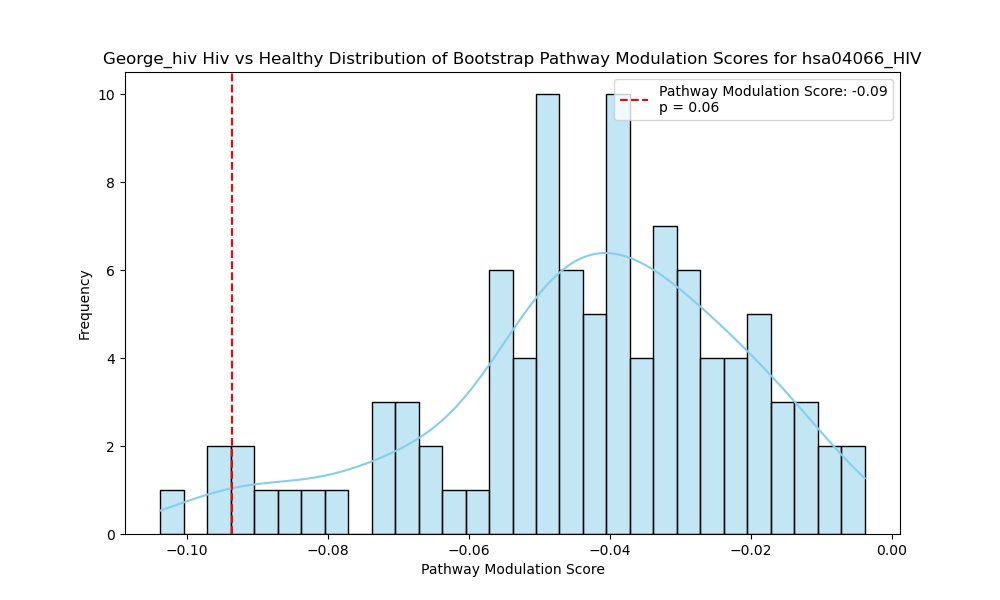 George_hiv Hiv vs Healthy Distribution of Bootstrap Pathway Modulation Scores for hsa04066_HIV
Pathway Modulation Score: -0.09
p = 0.06
10
8
6
4
2
0
Frequency
−0.10
−0.08
−0.06
−0.04
−0.02
0.00
Pathway Modulation Score